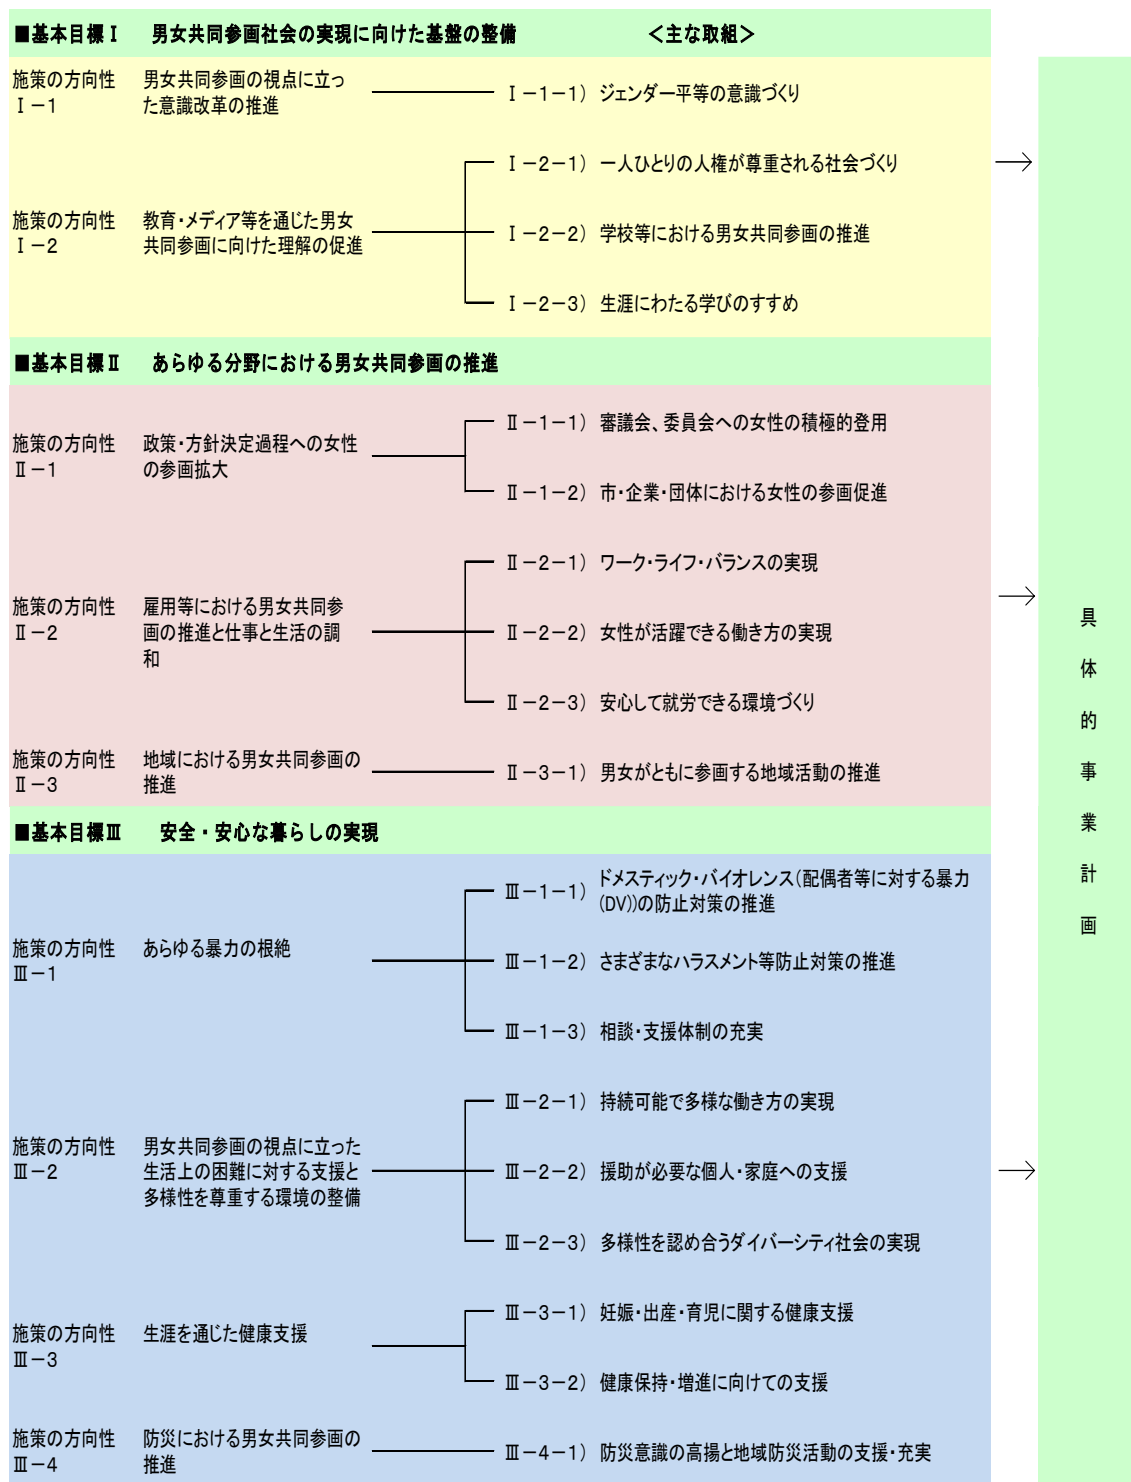 ■基本目標Ⅰ　男女共同参画社会の実現に向けた基盤の整備　＜主な取組＞
施策の方向性　男女共同参画の視点に立っ
Ⅰ－1　た意識改革の推進
Ⅰ－1－1）ジェンダー平等の意識づくり
Ⅰ－2－1）一人ひとりの人権が尊重される社会づくり
施策の方向性　教育・メディア等を通じた男女
Ⅰ－2　共同参画に向けた理解の促進
Ⅰ－2－2）学校等における男女共同参画の推進
Ⅰ－2－3）生涯にわたる学びのすすめ
■基本目標Ⅱ　あらゆる分野における男女共同参画の推進
Ⅱ－1－1）審議会、委員会への女性の積極的登用
施策の方向性　政策・方針決定過程への女性
Ⅱ－1　の参画拡大
Ⅱ－1－2）市・企業・団体における女性の参画促進
Ⅱ－2－1）ワーク・ライフ・バランスの実現
施策の方向性　雇用等における男女共同参
Ⅱ－2　画の推進と仕事と生活の調
和
Ⅱ－2－2）女性が活躍できる働き方の実現
Ⅱ－2－3）安心して就労できる環境づくり
施策の方向性　地域における男女共同参画の
Ⅱ－3　推進
Ⅱ－3－1）男女がともに参画する地域活動の推進
■基本目標Ⅲ　安全・安心な暮らしの実現
Ⅲ－1－1）ドメスティック・バイオレンス(配偶者等に対する暴力
(DV))の防止対策の推進
施策の方向性　あらゆる暴力の根絶
Ⅲ－1
Ⅲ－1－2）さまざまなハラスメント等防止対策の推進
Ⅲ－1－3）相談・支援体制の充実
Ⅲ－2－1）持続可能で多様な働き方の実現
施策の方向性　男女共同参画の視点に立った
Ⅲ－2　生活上の困難に対する支援と
多様性を尊重する環境の整備
Ⅲ－2－2）援助が必要な個人・家庭への支援
Ⅲ－2－3）多様性を認め合うダイバーシティ社会の実現
Ⅲ－3－1）妊娠・出産・育児に関する健康支援
施策の方向性　生涯を通じた健康支援
Ⅲ－3
Ⅲ－3－2）健康保持・増進に向けての支援
施策の方向性　防災における男女共同参画の
Ⅲ－4　推進
Ⅲ－4－1）防災意識の高揚と地域防災活動の支援・充実
具体的事業計画